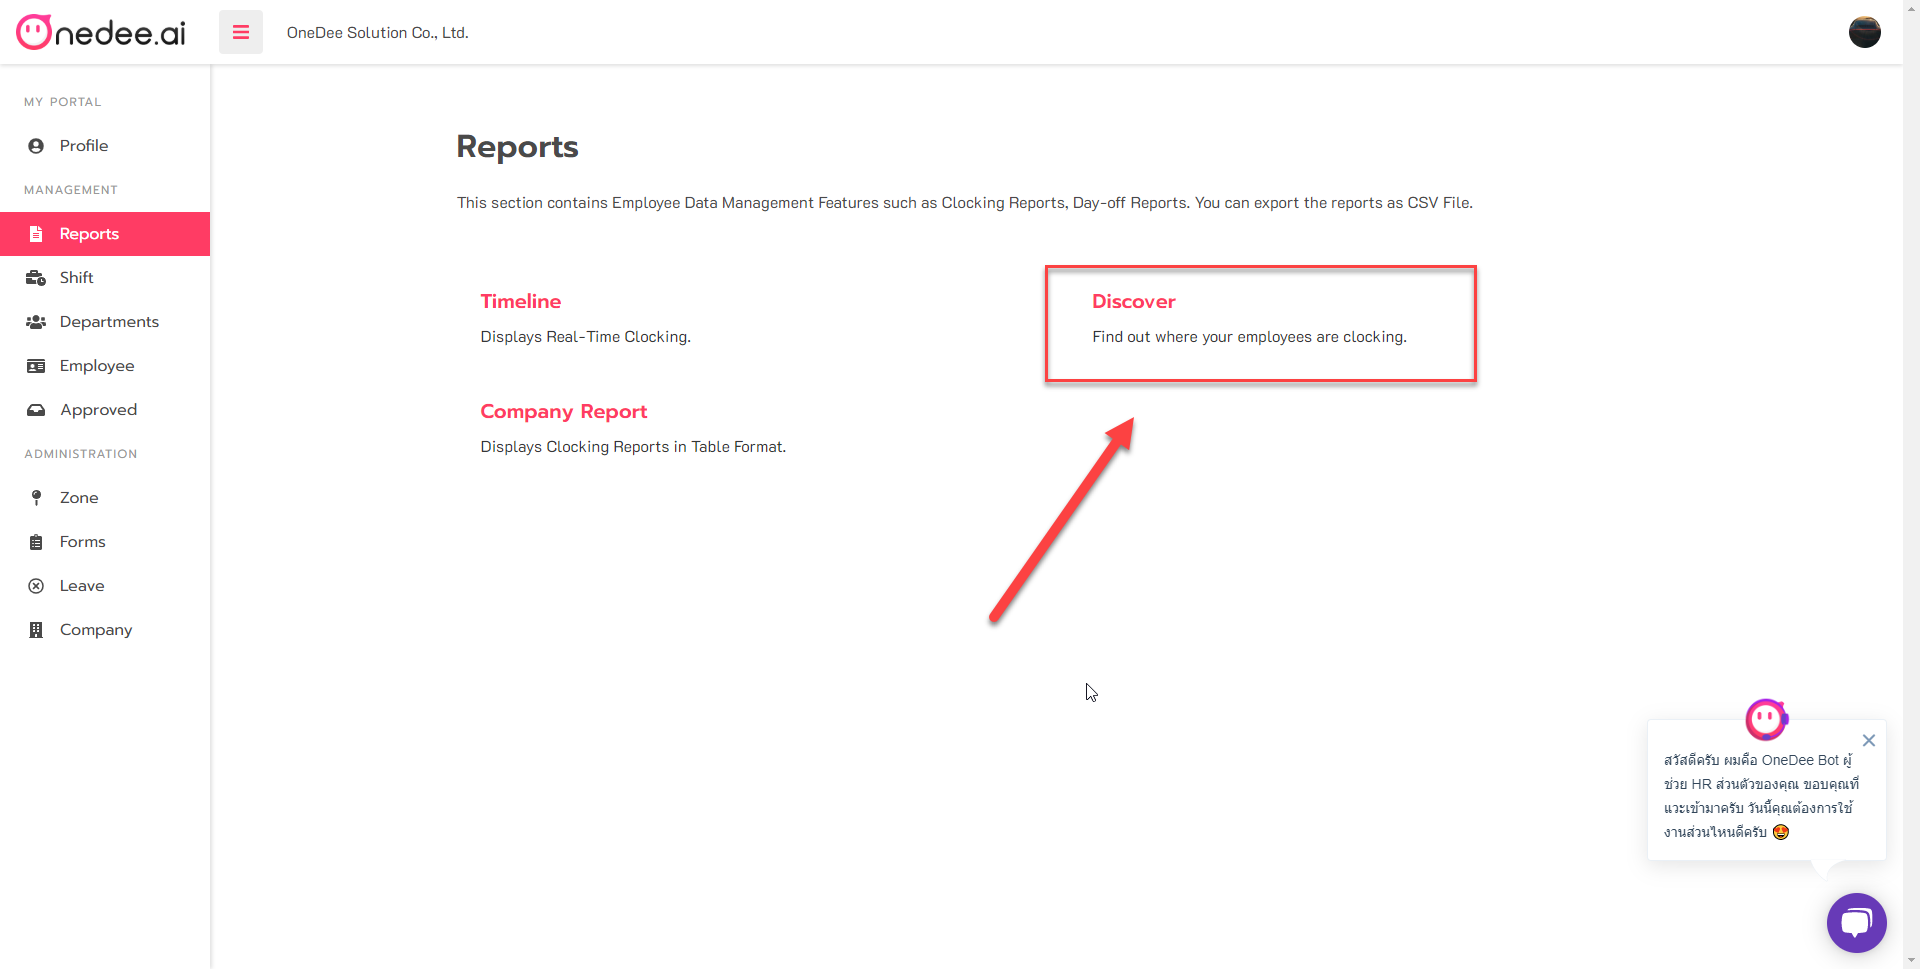 Onedee.ai
OneDee Solution Co., Ltd.
MY PORTAL
Profile
MANAGEMENT
Reports
Shift
Departments
Employee
Approved
ADMINISTRATION
Zone
Forms
Leave
Company
Reports
This section contains Employee Data Management Features such as Clocking Reports, Day-off Reports. You can export the reports as CSV File.
Timeline
Displays Real-Time Clocking.
Discover
Find out where your employees are clocking.
Company Report
Displays Clocking Reports in Table Format.
สวัสดีครับ ผมคือ OneDee Bot ผู้
ช่วย HR ส่วนตัวของคุณ ขอบคุณที่
แวะเข้ามาครับ วันนี้คุณต้องการใช้
งานส่วนไหนดีครับ 🤩